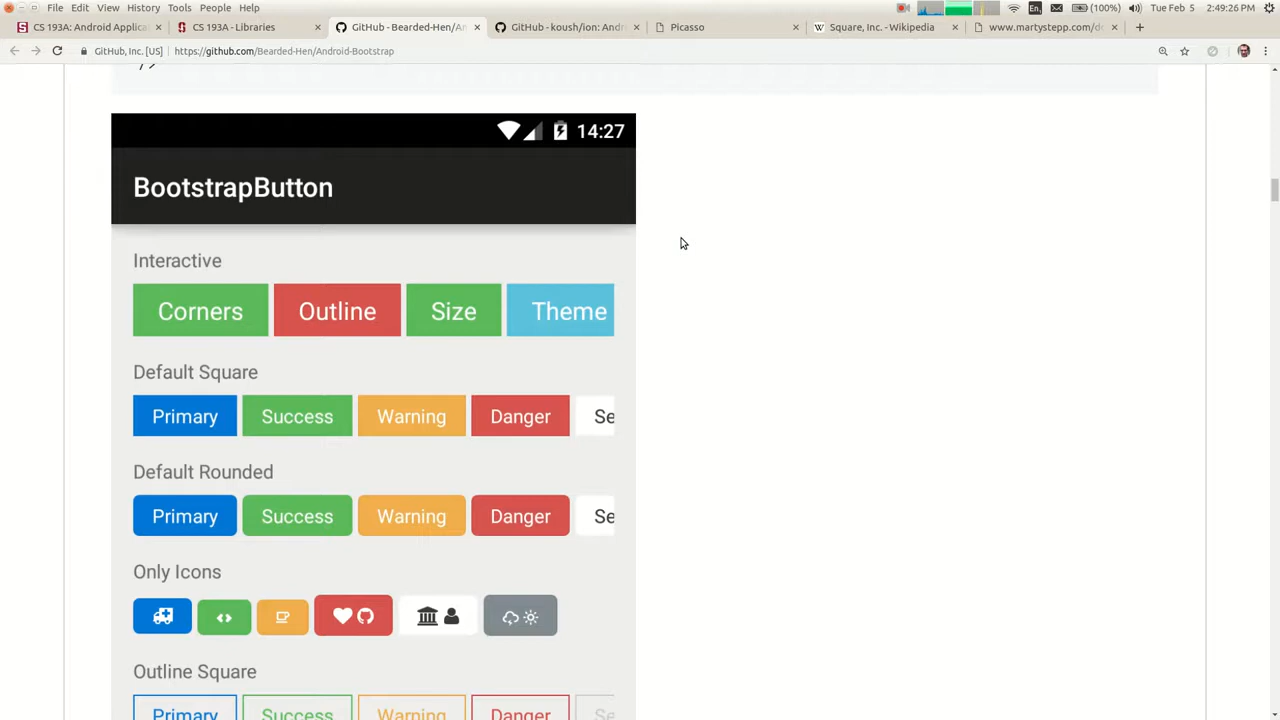 File Edit View History Tools People Help
En (100%) Tue Feb 5 2:49:26 PM
CS 193A: Android Applica × CS 193A: Libraries × GitHub - Bearded-Hen/An × GitHub - koush/ion: Andr × Picasso × Square, Inc. - Wikipedia × www.martystepp.com/do × +
GitHub, Inc. [US] | https://github.com/Bearded-Hen/Android-Bootstrap
/>
14:27
BootstrapButton
Interactive
Corners Outline Size Theme
Default Square
Primary Success Warning Danger Se
Default Rounded
Primary Success Warning Danger Se
Only Icons
Outline Square
Primary Success Warning Danger Se